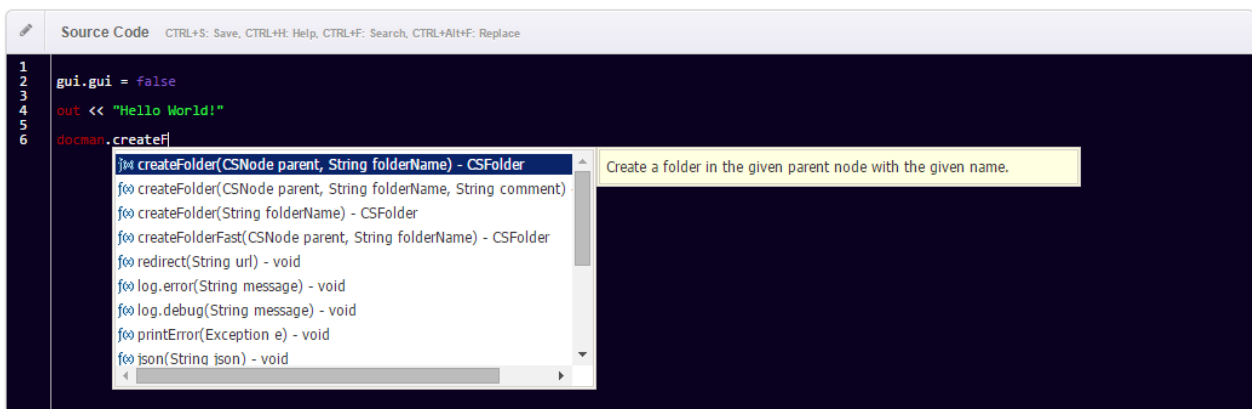 Source Code CTRL+S: Save, CTRL+H: Help, CTRL+F: Search, CTRL+Alt+F: Replace
1
2 gui.gui = false
3
4 out << "Hello World!"
5
6 docman.createF
f(x) createFolder(CSNode parent, String folderName) - CSFolder
Create a folder in the given parent node with the given name.
f(x) createFolder(CSNode parent, String folderName, String comment)
f(x) createFolder(String folderName) - CSFolder
f(x) createFolderFast(CSNode parent, String folderName) - CSFolder
f(x) redirect(String url) - void
f(x) log.error(String message) - void
f(x) log.debug(String message) - void
f(x) printError(Exception e) - void
f(x) json(String json) - void